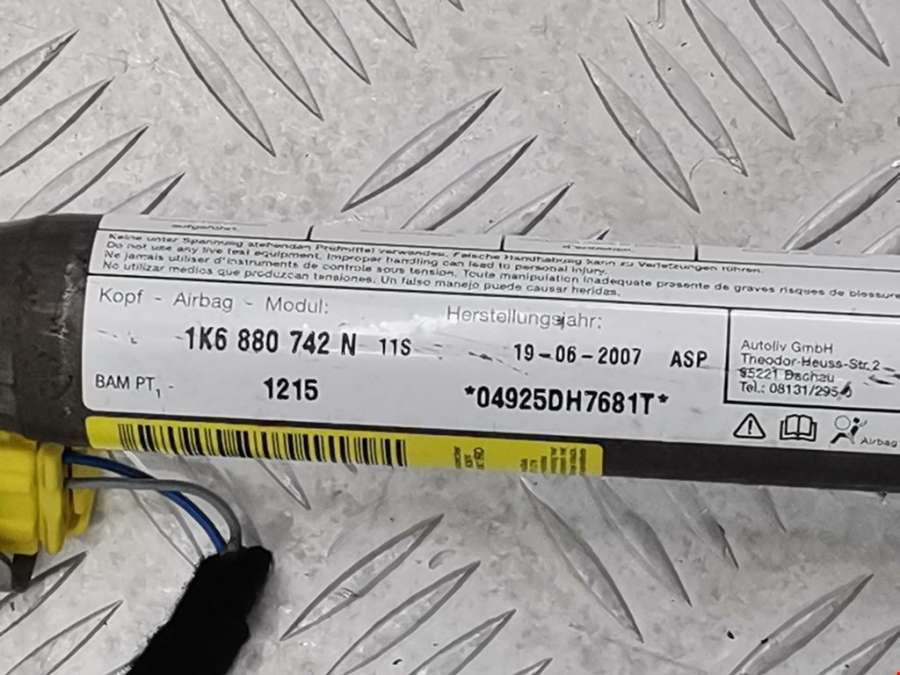 Keine unter Spannung stehenden Prüfmittel verwenden. Falsche Handhabung kann zu Verletzungen führen.
Do not use any live test equipment. Improper handling can lead to personal injury.
Ne jamais utiliser d'instruments de controle sous tension. Toute manipulation inadequate presente de graves risques de blessure
No utilizar medios que produzcan tensiones. Un falso manejo puede causar heridas.
Kopf - Airbag - Modul:
Herstellungsjahr:
1K6 880 742 N 11S
19-06-2007 ASP
BAM PT1 -
1215
*04925DH7681T*
Autoliv GmbH
Theodor-Heuss-Str.2
85221 Dachau
Tel.: 08131/295
Airbag